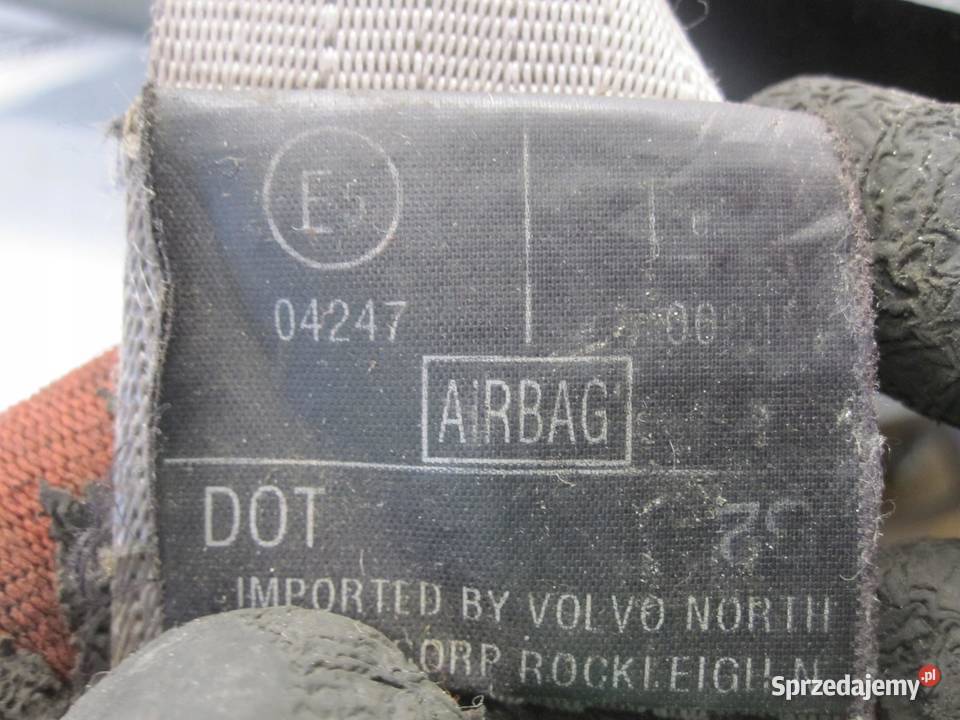 E5
04247
AiRBAG
DOT
IMPORTED BY VOLVO NORTH
CORP. ROCKLEIGH N
Sprzedajemy.pl